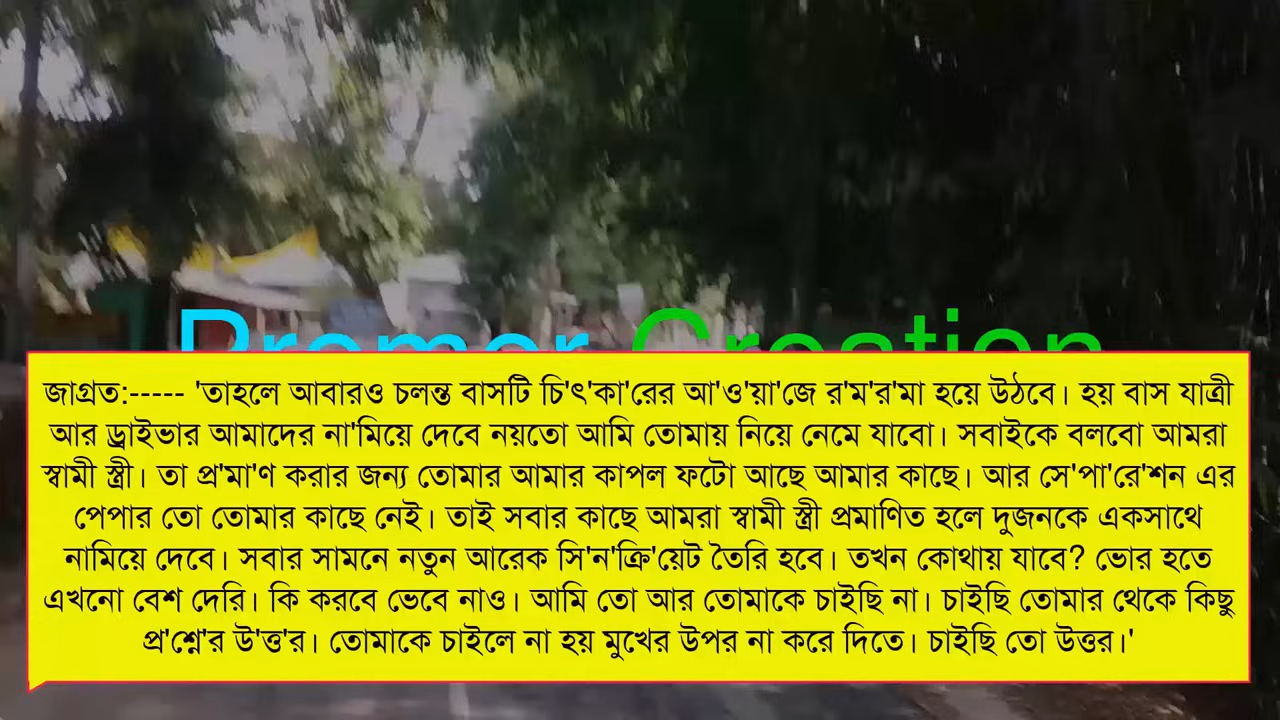 Premer Creation
জাগ্রত:----- 'তাহলে আবারও চলন্ত বাসটি চি'ৎ'কা'রের আ'ও'য়া'জে র'ম'র'মা হয়ে উঠবে। হয় বাস যাত্রী
আর ড্রাইভার আমাদের না'মিয়ে দেবে নয়তো আমি তোমায় নিয়ে নেমে যাবো। সবাইকে বলবো আমরা
স্বামী স্ত্রী। তা প্র'মা'ণ করার জন্য তোমার আমার কাপল ফটো আছে আমার কাছে। আর সে'পা'রে'শন এর
পেপার তো তোমার কাছে নেই। তাই সবার কাছে আমরা স্বামী স্ত্রী প্রমাণিত হলে দুজনকে একসাথে
নামিয়ে দেবে। সবার সামনে নতুন আরেক সি'ন'ক্রি'য়েট তৈরি হবে। তখন কোথায় যাবে? ভোর হতে
এখনো বেশ দেরি। কি করবে ভেবে নাও। আমি তো আর তোমাকে চাইছি না। চাইছি তোমার থেকে কিছু
প্র'শ্নে'র উ'ত্ত'র। তোমাকে চাইলে না হয় মুখের উপর না করে দিতে। চাইছি তো উত্তর।'